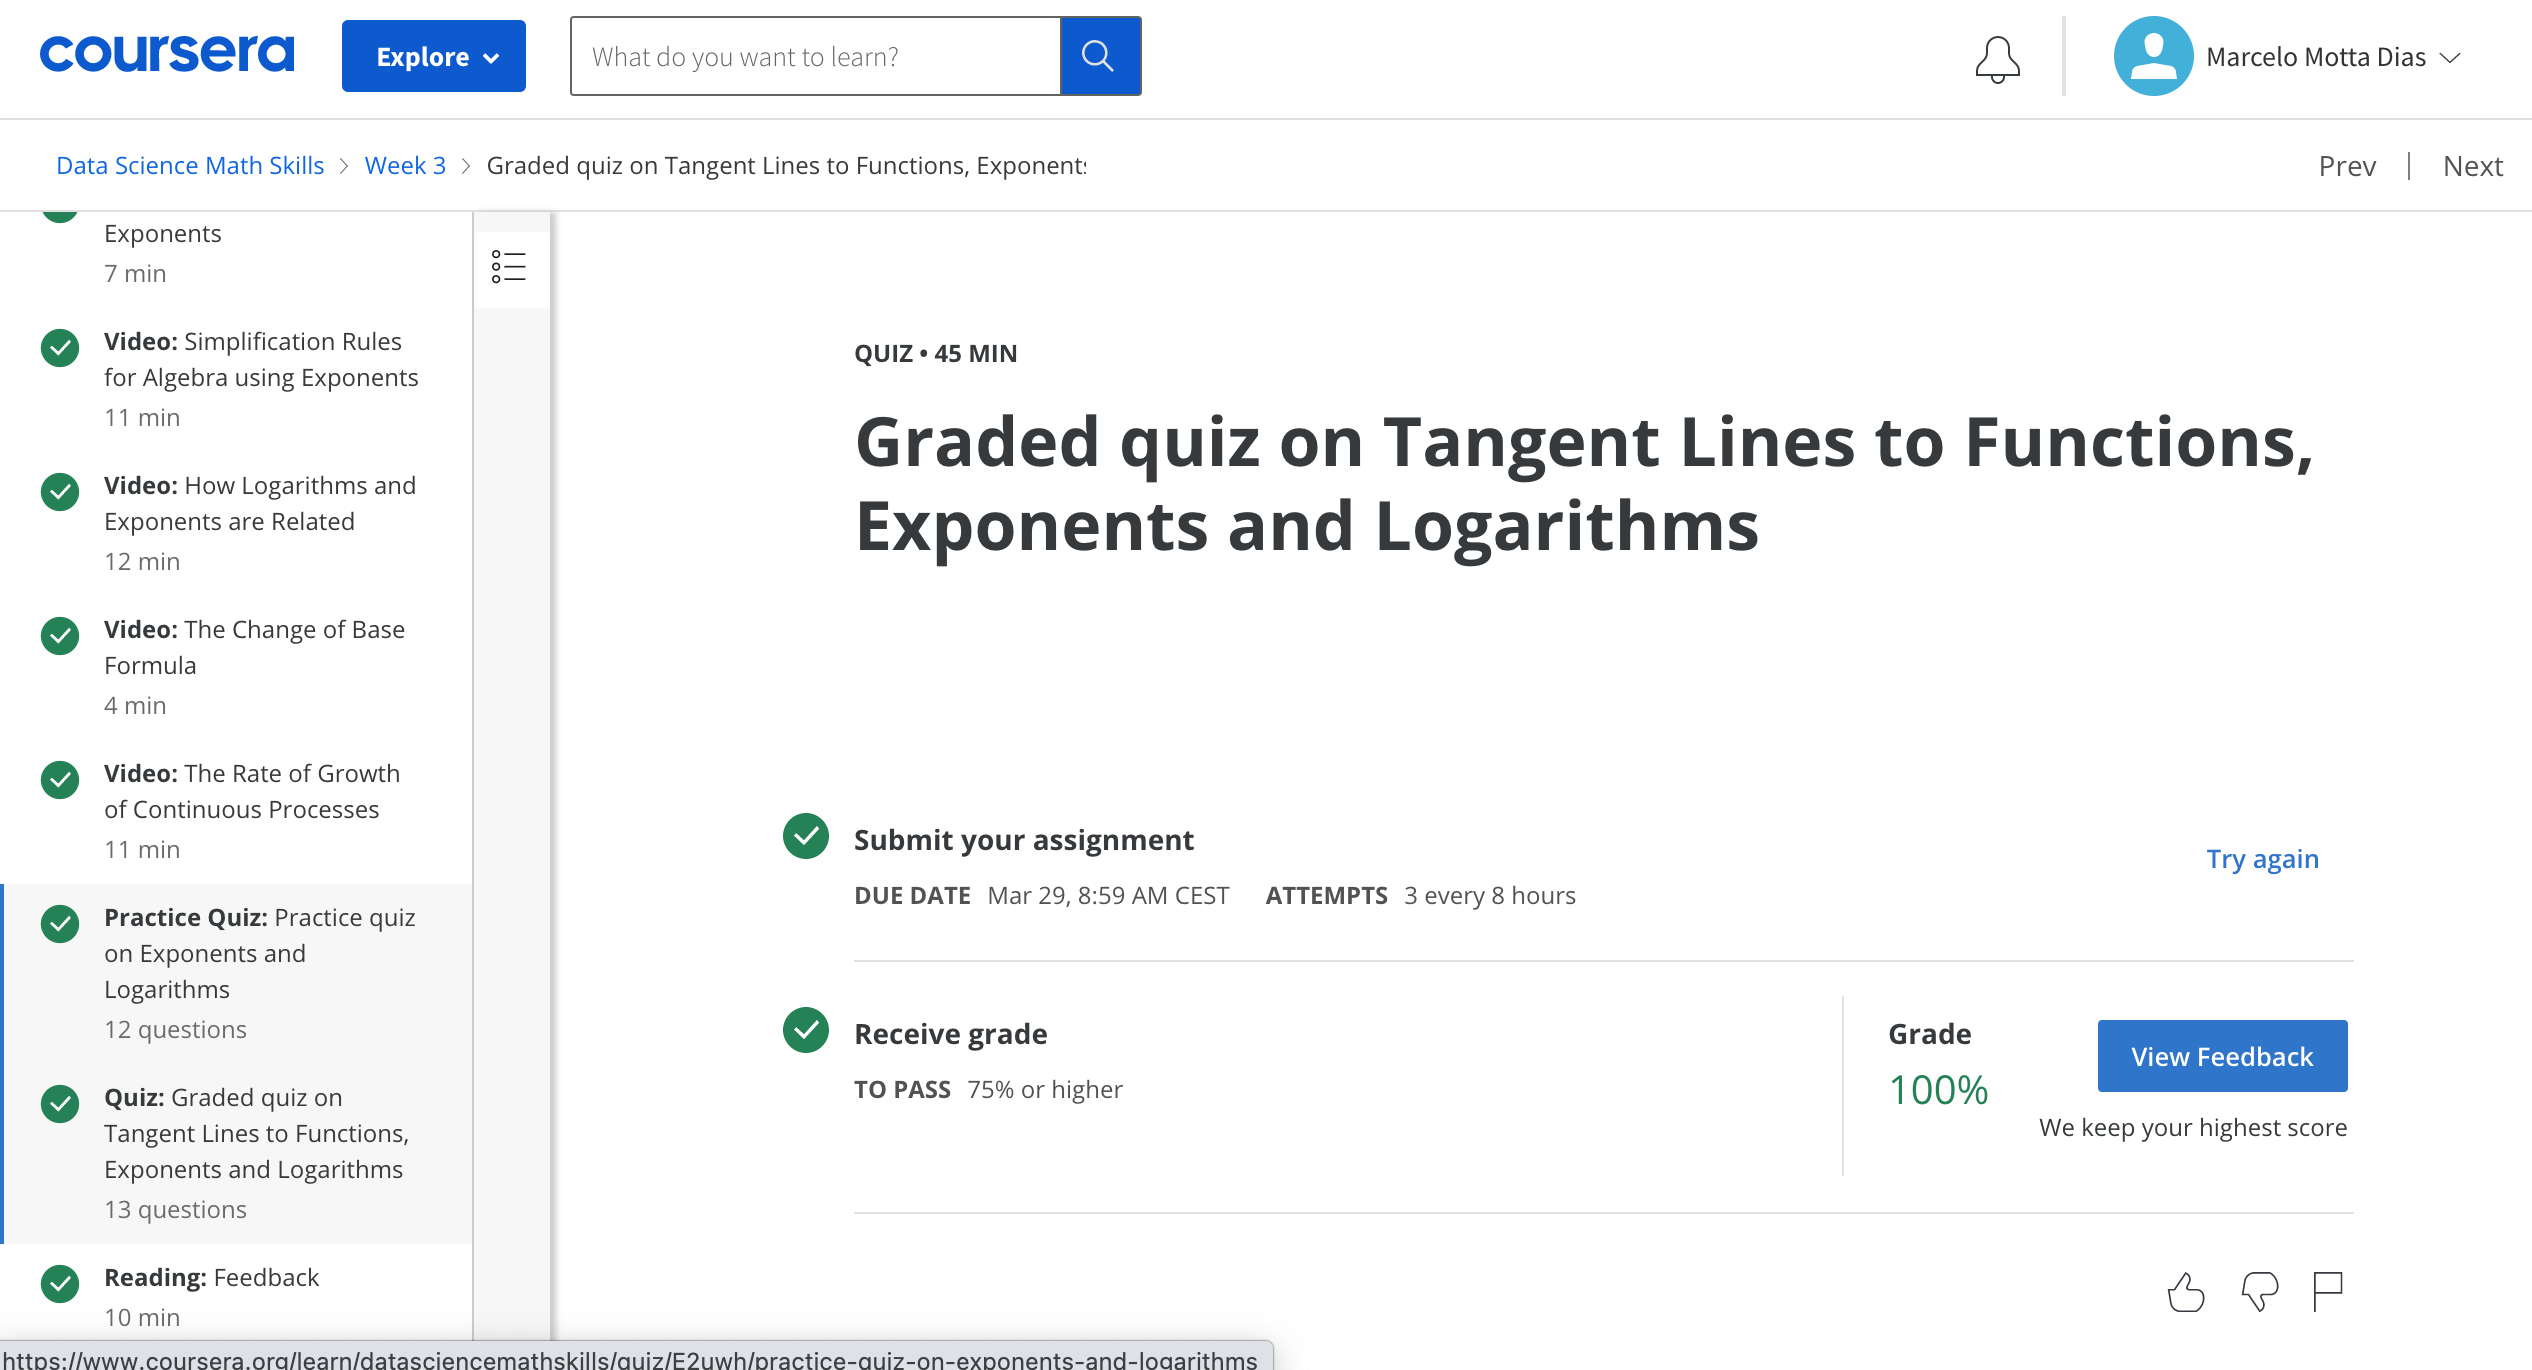 coursera
Explore
What do you want to learn?
Marcelo Motta Dias
Data Science Math Skills > Week 3 > Graded quiz on Tangent Lines to Functions, Exponents
Prev | Next
Exponents
7 min
Video: Simplification Rules
for Algebra using Exponents
11 min
Video: How Logarithms and
Exponents are Related
12 min
Video: The Change of Base
Formula
4 min
Video: The Rate of Growth
of Continuous Processes
11 min
Practice Quiz: Practice quiz
on Exponents and
Logarithms
12 questions
Quiz: Graded quiz on
Tangent Lines to Functions,
Exponents and Logarithms
13 questions
Reading: Feedback
10 min
QUIZ • 45 MIN
Graded quiz on Tangent Lines to Functions,
Exponents and Logarithms
Submit your assignment
Try again
DUE DATE Mar 29, 8:59 AM CEST ATTEMPTS 3 every 8 hours
Receive grade
TO PASS 75% or higher
Grade
100%
View Feedback
We keep your highest score
https://www.coursera.org/learn/datasciencemathskills/quiz/E2uwh/practice-quiz-on-exponents-and-logarithms